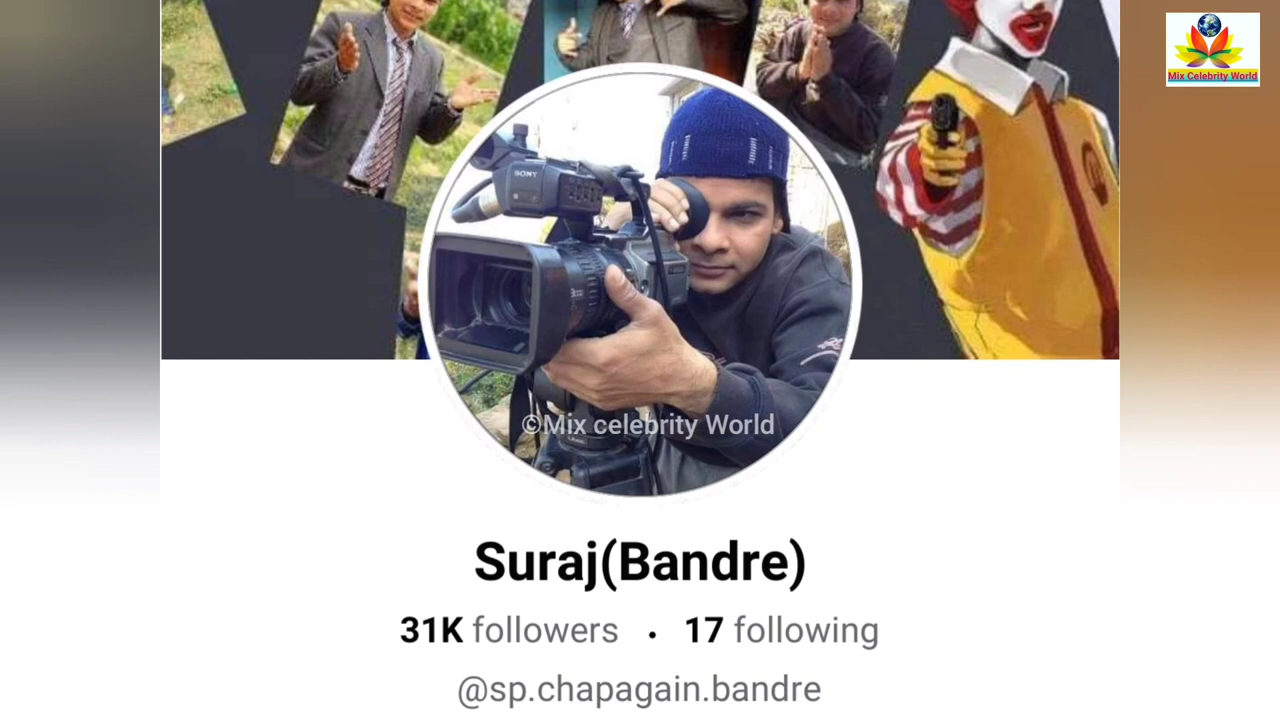 Mix Celebrity World
SONY
©Mix celebrity World
Suraj(Bandre)
31K followers • 17 following
@sp.chapagain.bandre